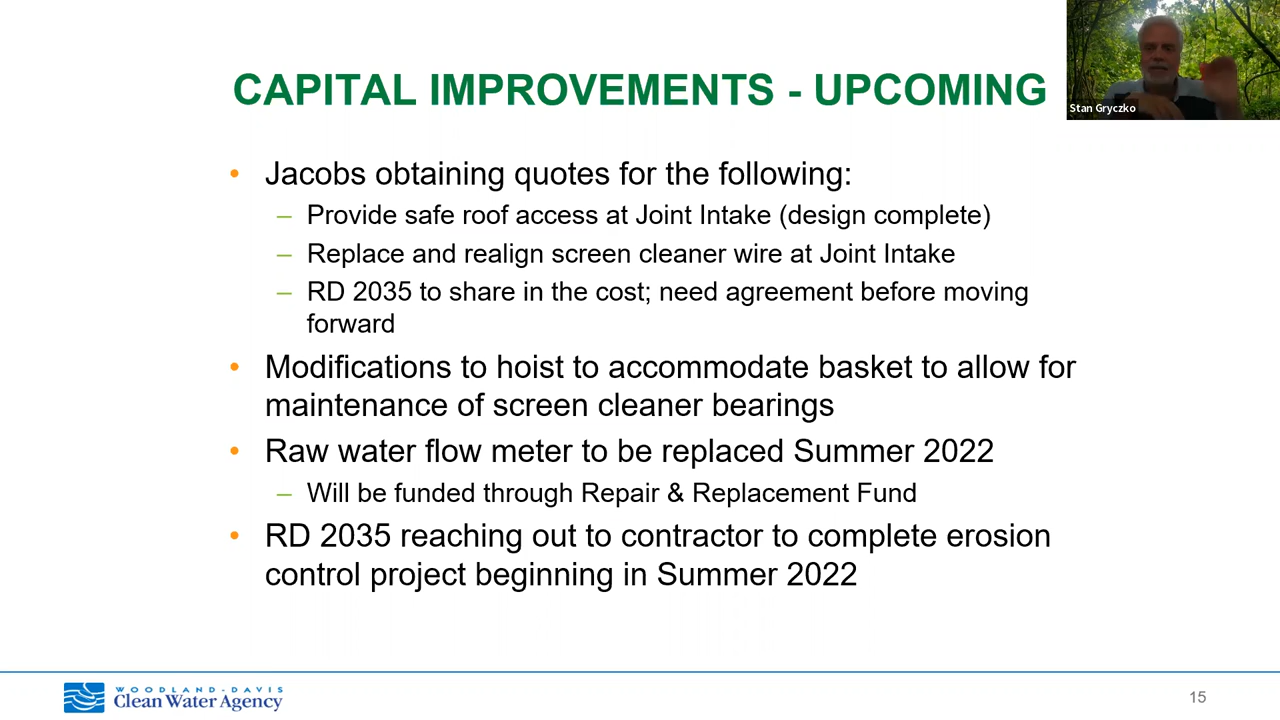 CAPITAL IMPROVEMENTS - UPCOMING
Stan Gryczko
• Jacobs obtaining quotes for the following:
– Provide safe roof access at Joint Intake (design complete)
– Replace and realign screen cleaner wire at Joint Intake
– RD 2035 to share in the cost; need agreement before moving
forward
• Modifications to hoist to accommodate basket to allow for
maintenance of screen cleaner bearings
• Raw water flow meter to be replaced Summer 2022
– Will be funded through Repair & Replacement Fund
• RD 2035 reaching out to contractor to complete erosion
control project beginning in Summer 2022
WOODLAND-DAVIS
Clean Water Agency
15